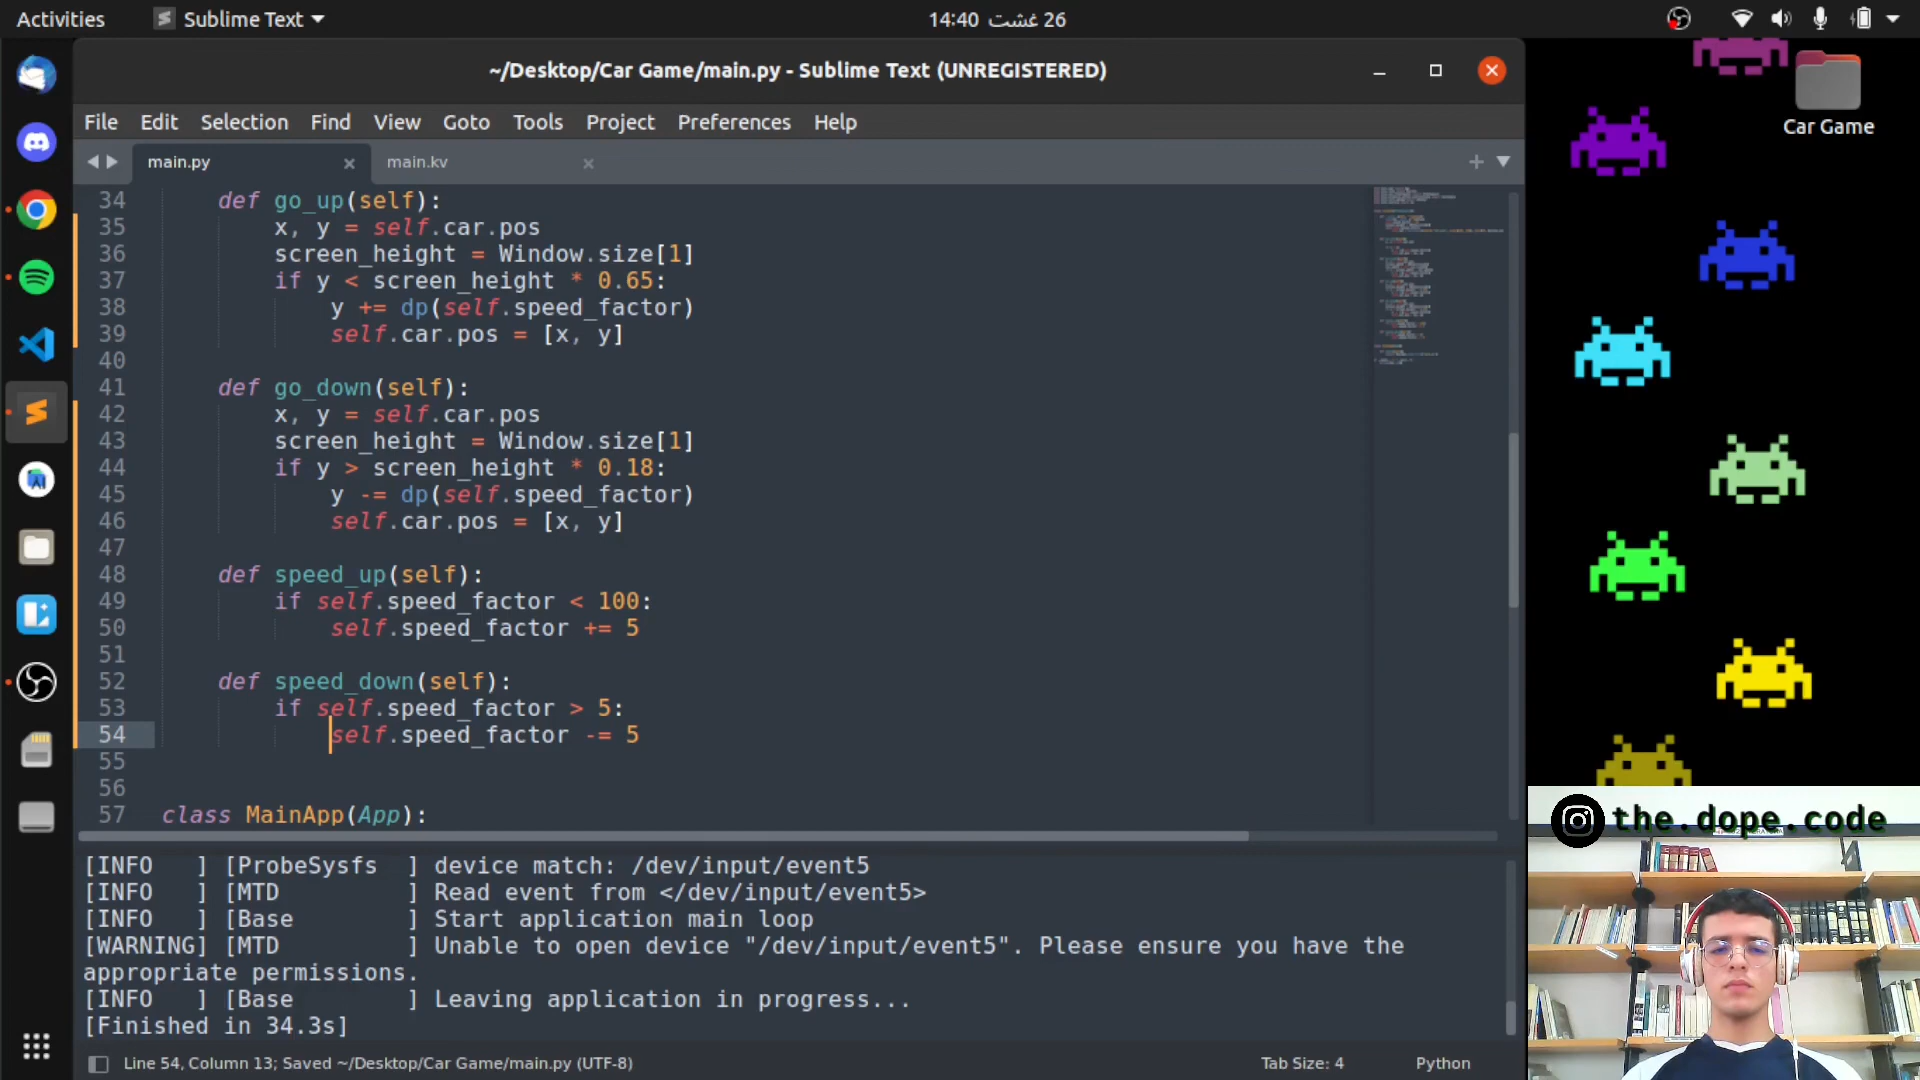 Activities
Sublime Text
26 غشت 14:40
~/Desktop/Car Game/main.py - Sublime Text (UNREGISTERED)
File Edit Selection Find View Goto Tools Project Preferences Help
main.py
main.kv
34 def go_up(self):
35 x, y = self.car.pos
36 screen_height = Window.size[1]
37 if y < screen_height * 0.65:
38 y += dp(self.speed_factor)
39 self.car.pos = [x, y]
40
41 def go_down(self):
42 x, y = self.car.pos
43 screen_height = Window.size[1]
44 if y > screen_height * 0.18:
45 y -= dp(self.speed_factor)
46 self.car.pos = [x, y]
47
48 def speed_up(self):
49 if self.speed_factor < 100:
50 self.speed_factor += 5
51
52 def speed_down(self):
53 if self.speed_factor > 5:
54 self.speed_factor -= 5
55
56
57 class MainApp(App):
[INFO   ] [ProbeSysfs  ] device match: /dev/input/event5
[INFO   ] [MTD         ] Read event from </dev/input/event5>
[INFO   ] [Base        ] Start application main loop
[WARNING] [MTD         ] Unable to open device "/dev/input/event5". Please ensure you have the
appropriate permissions.
[INFO   ] [Base        ] Leaving application in progress...
[Finished in 34.3s]
Line 54, Column 13; Saved ~/Desktop/Car Game/main.py (UTF-8)
Tab Size: 4
Python
Car Game
the.dope.code